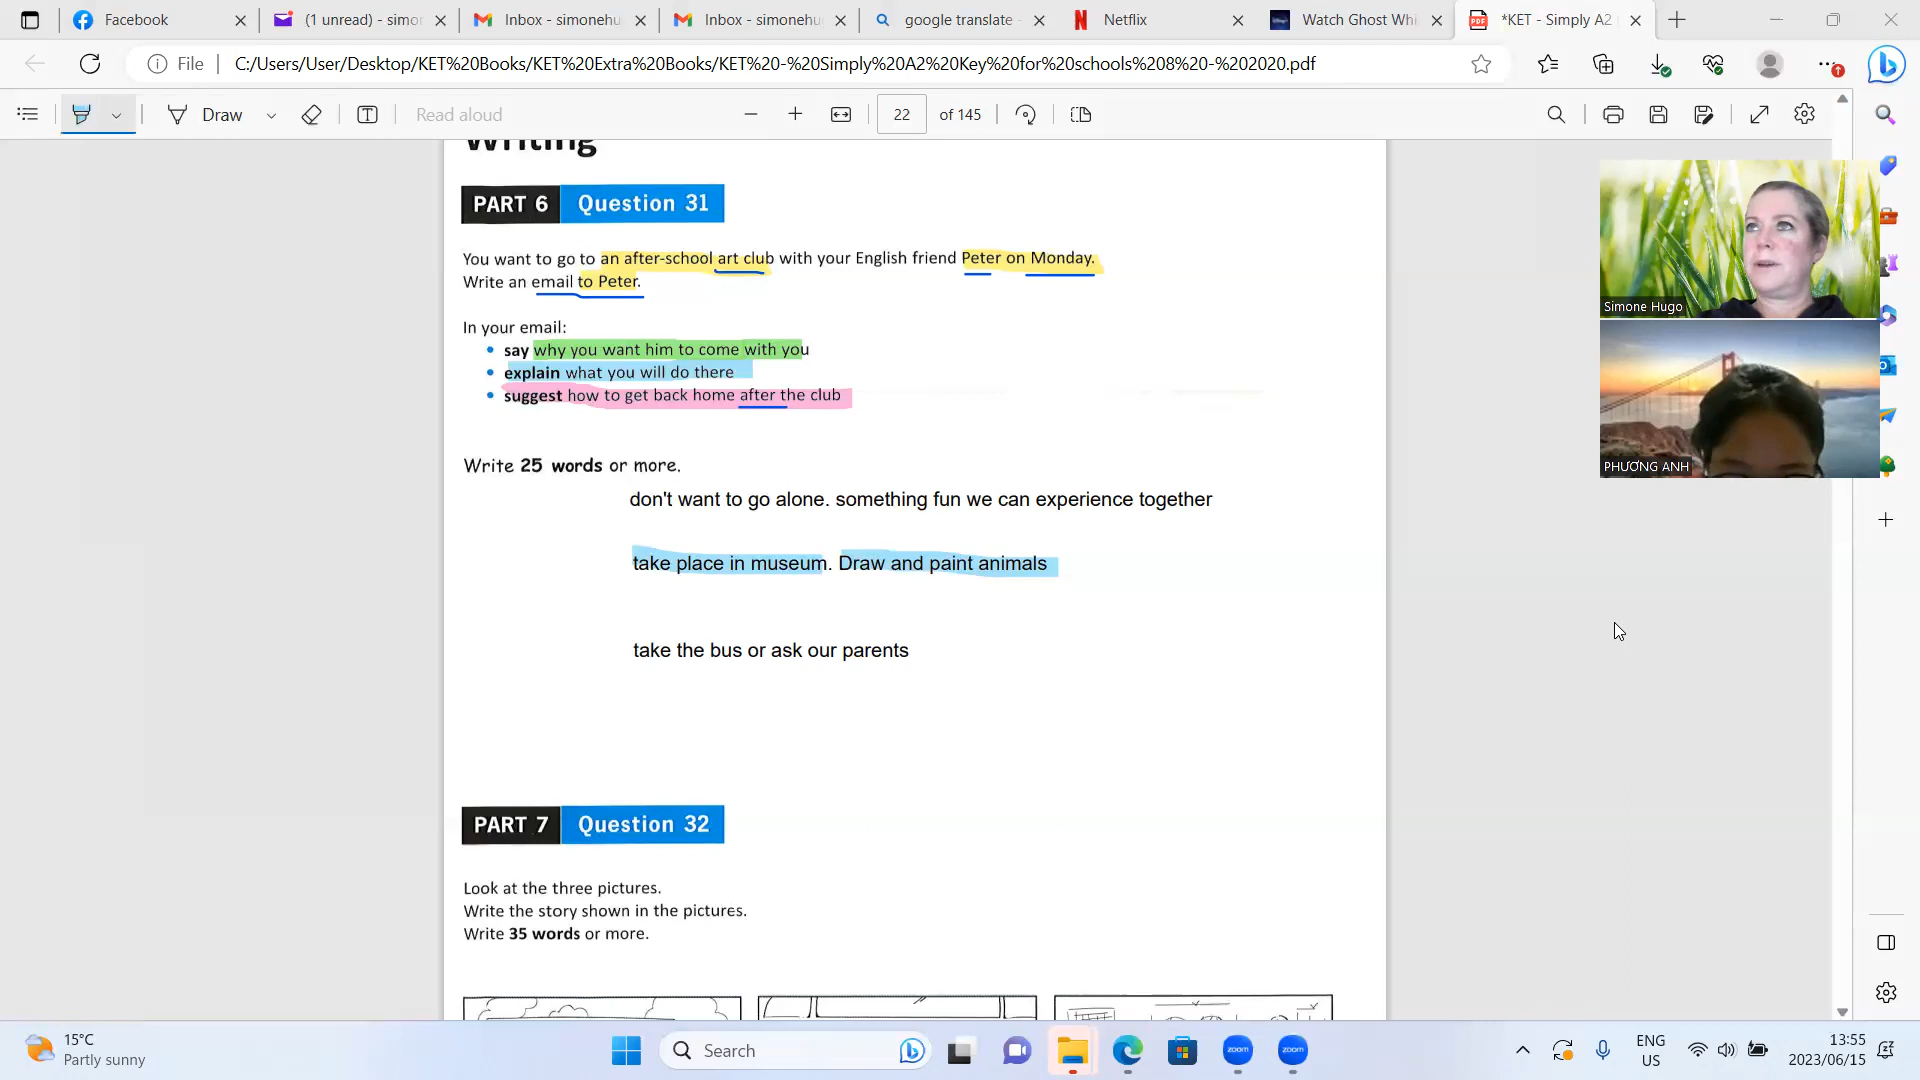 Facebook
(1 unread) - simo
Inbox - simonehu
Inbox - simonehu
google translate -
Netflix
Watch Ghost Whi
*KET - Simply A2
File
C:/Users/User/Desktop/KET%20Books/KET%20Extra%20Books/KET%20-%20Simply%20A2%20Key%20for%20schools%208%20-%202020.pdf
Draw
Read aloud
22
of 145
Writing
PART 6 Question 31
You want to go to an after-school art club with your English friend Peter on Monday.
Write an email to Peter.
In your email:
• say why you want him to come with you
• explain what you will do there
• suggest how to get back home after the club
Write 25 words or more.
don't want to go alone. something fun we can experience together
take place in museum. Draw and paint animals
take the bus or ask our parents
PART 7 Question 32
Look at the three pictures.
Write the story shown in the pictures.
Write 35 words or more.
Simone Hugo
PHƯƠNG ANH
15°C
Partly sunny
Search
zoom
zoom
ENG
US
13:55
2023/06/15